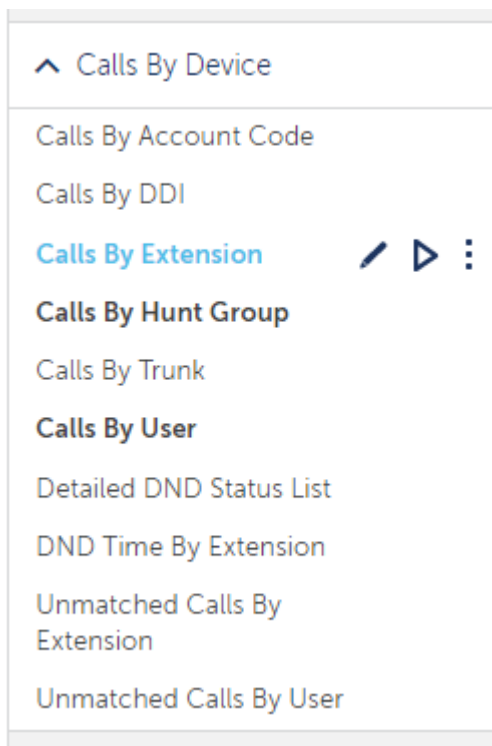 Calls By Device
Calls By Account Code
Calls By DDI
Calls By Extension
Calls By Hunt Group
Calls By Trunk
Calls By User
Detailed DND Status List
DND Time By Extension
Unmatched Calls By
Extension
Unmatched Calls By User